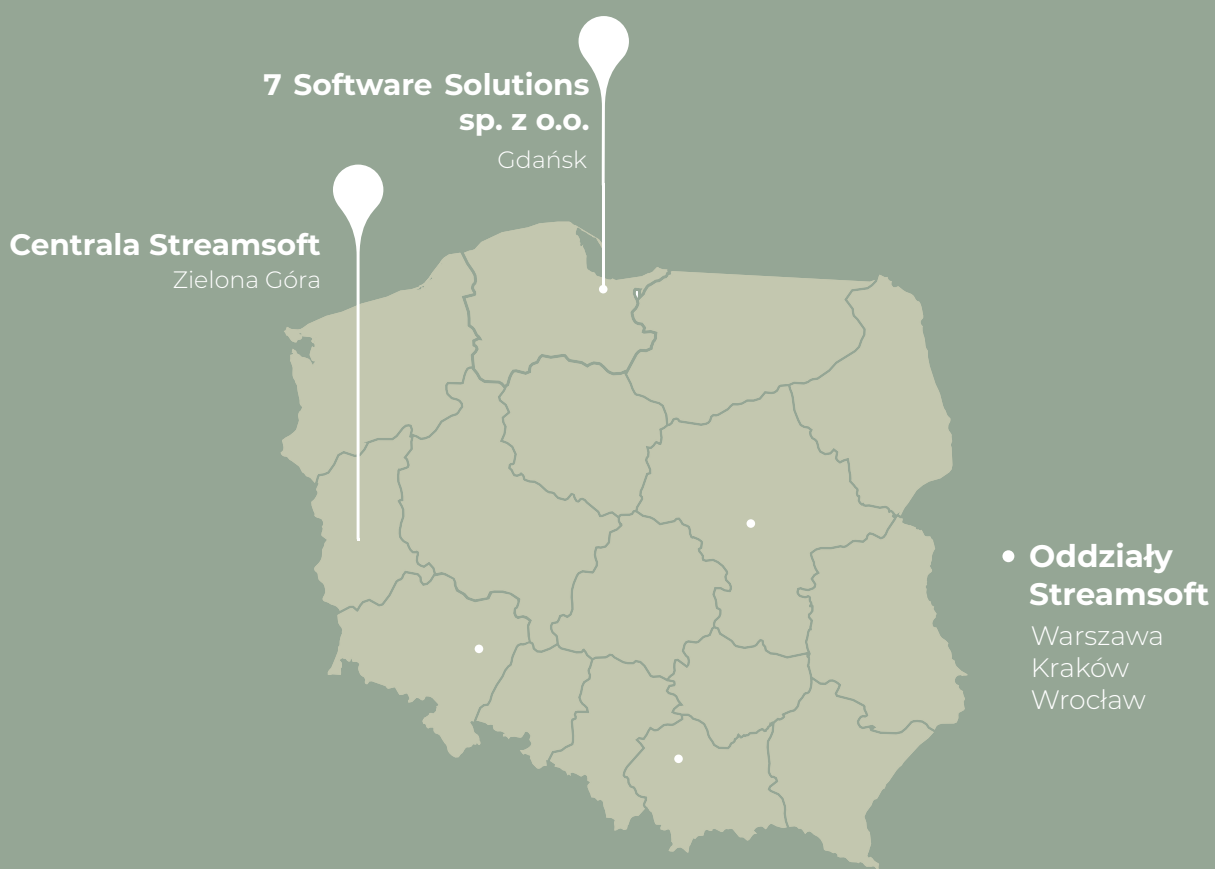 7 Software Solutions
sp. z o.o.
Gdańsk
Centrala Streamsoft
Zielona Góra
Oddziały
Streamsoft
Warszawa
Kraków
Wrocław